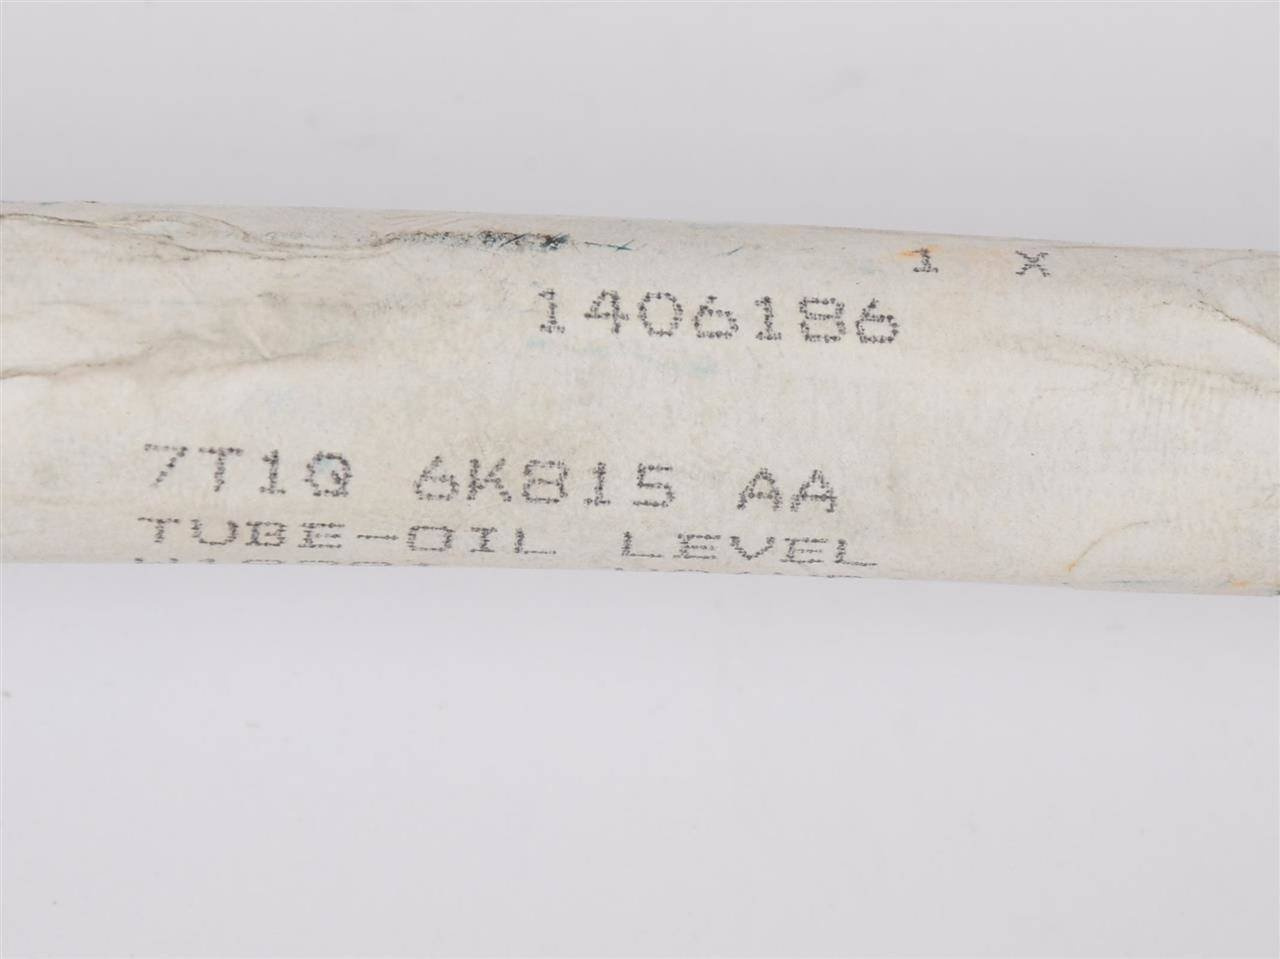 1 X
1406186
7T1Q 6K815 AA
TUBE-OIL LEVEL